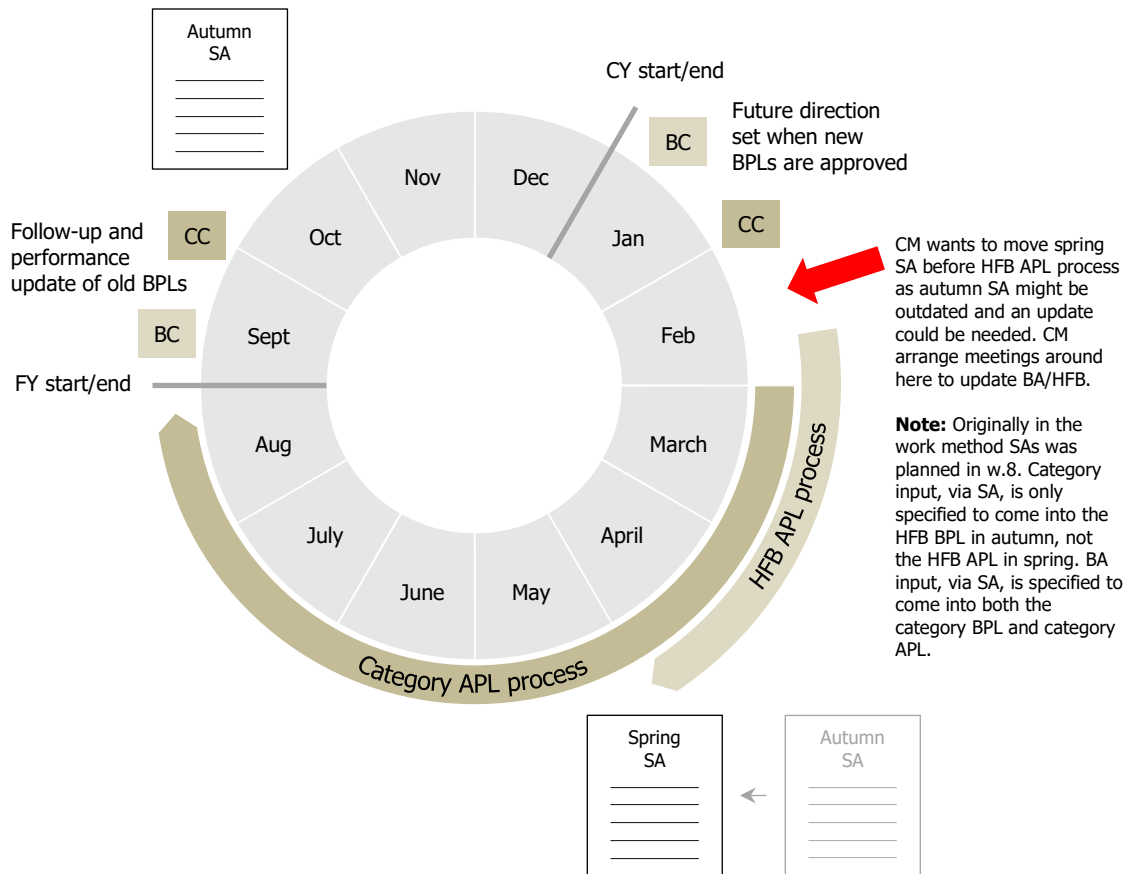 Autumn
SA
CY start/end
BC
Future direction
set when new
BPLs are approved
Nov
Dec
Follow-up and
performance
update of old BPLs
CC
Oct
Jan
CC
CM wants to move spring
SA before HFB APL process
as autumn SA might be
outdated and an update
could be needed. CM
arrange meetings around
here to update BA/HFB.
BC
Sept
Feb
FY start/end
Aug
March
Note: Originally in the
work method SAs was
planned in w.8. Category
input, via SA, is only
specified to come into the
HFB BPL in autumn, not
the HFB APL in spring. BA
input, via SA, is specified to
come into both the
category BPL and category
APL.
July
April
June
May
HFB APL process
Category APL process
Spring
SA
Autumn
SA